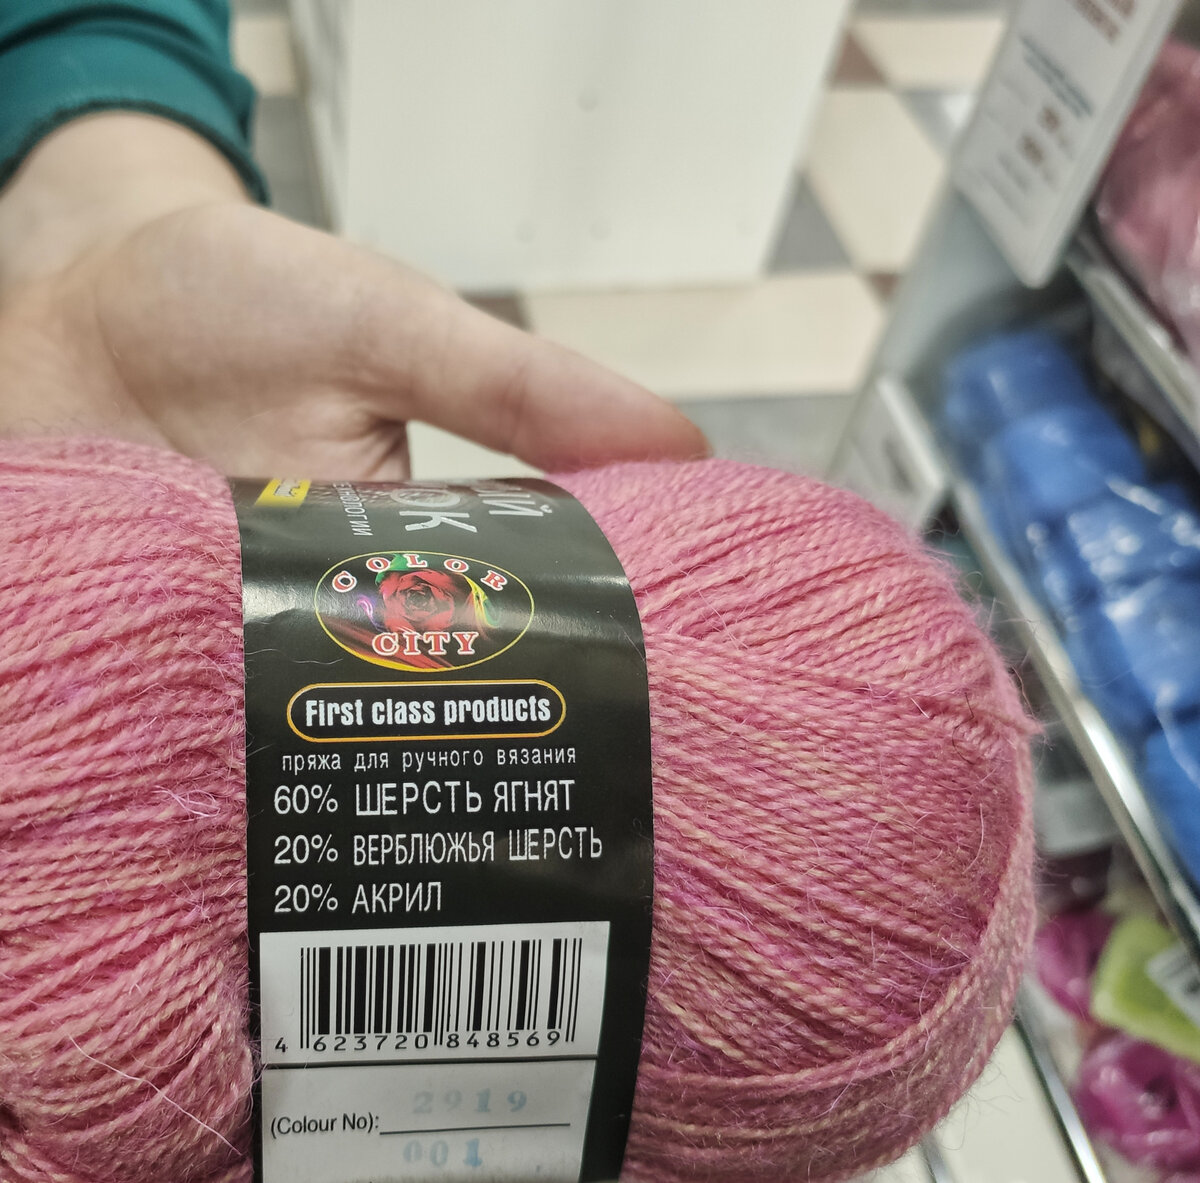 COLOR
CITY
First class products
пряжа для ручного вязания
60% ШЕРСТЬ ЯГНЯТ
20% ВЕРБЛЮЖЬЯ ШЕРСТЬ
20% АКРИЛ
4 623720 848569
2919
(Colour No):
001